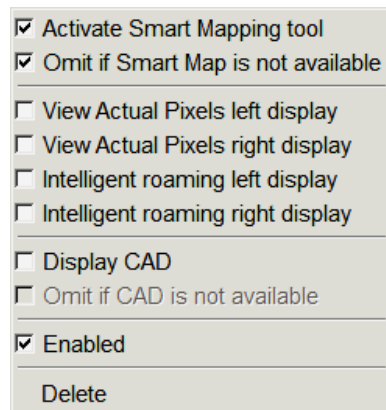 Activate Smart Mapping tool
Omit if Smart Map is not available
View Actual Pixels left display
View Actual Pixels right display
Intelligent roaming left display
Intelligent roaming right display
Display CAD
Omit if CAD is not available
Enabled
Delete